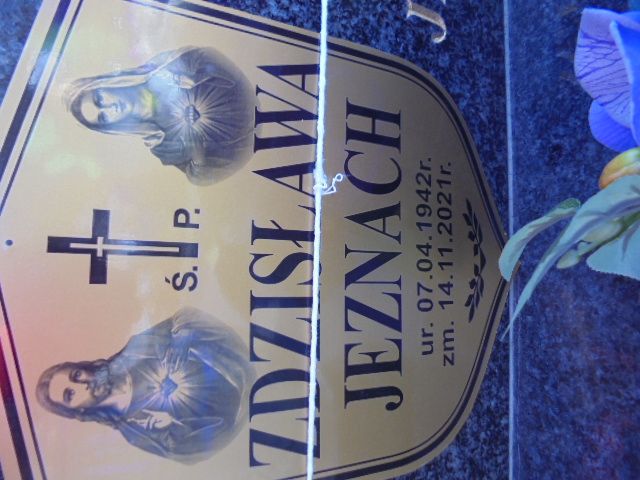 Ś. P.
ZDZISŁAWA
JEZNACH
ur. 07.04.1942r.
zm. 14.11.2021r.